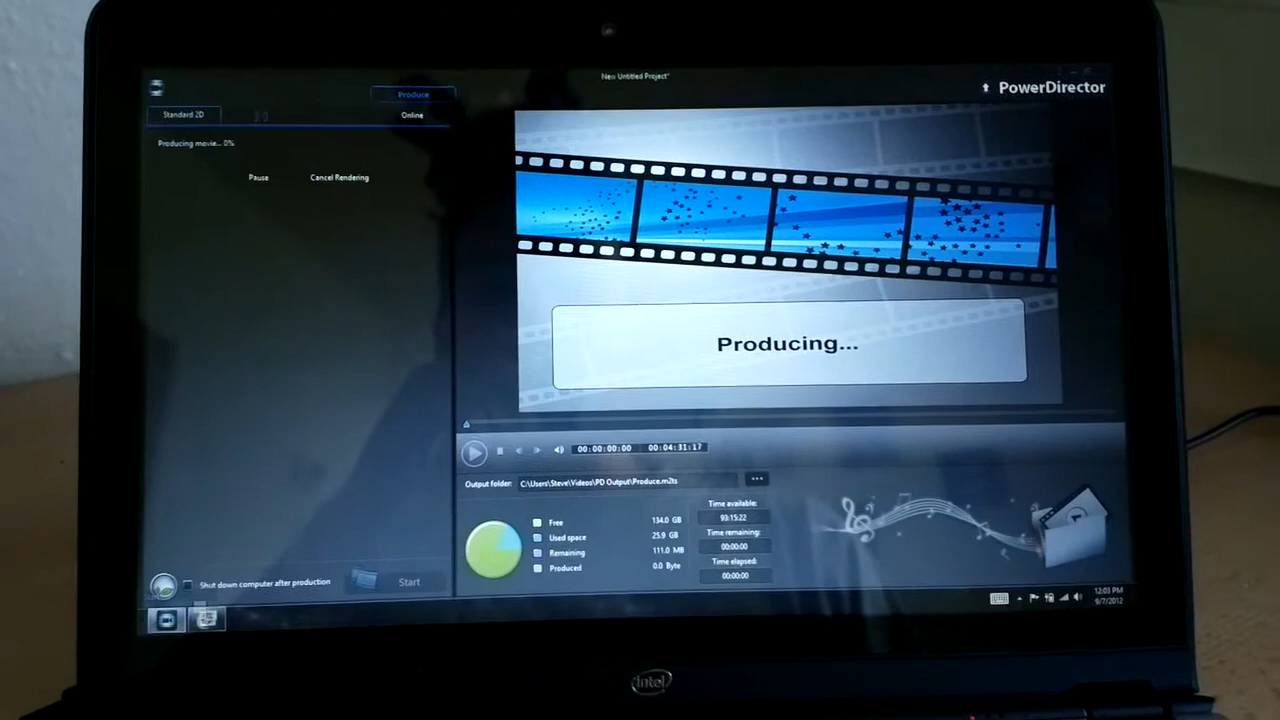 New Untitled Project*
PowerDirector
Produce
Standard 2D
Online
Producing movie... 0%
Pause
Cancel Rendering
Producing...
00:00:00:00
00:04:31:17
Output folder:
C:\Users\Steve\Videos\PD Output\Produce.m2ts
...
Free
134.0 GB
Used space
25.9 GB
Remaining
111.0 MB
Produced
0.0 Byte
Time available:
93:15:22
Time remaining:
00:00:00
Time elapsed:
00:00:00
Shut down computer after production
Start
12:03 PM
9/7/2012
intel